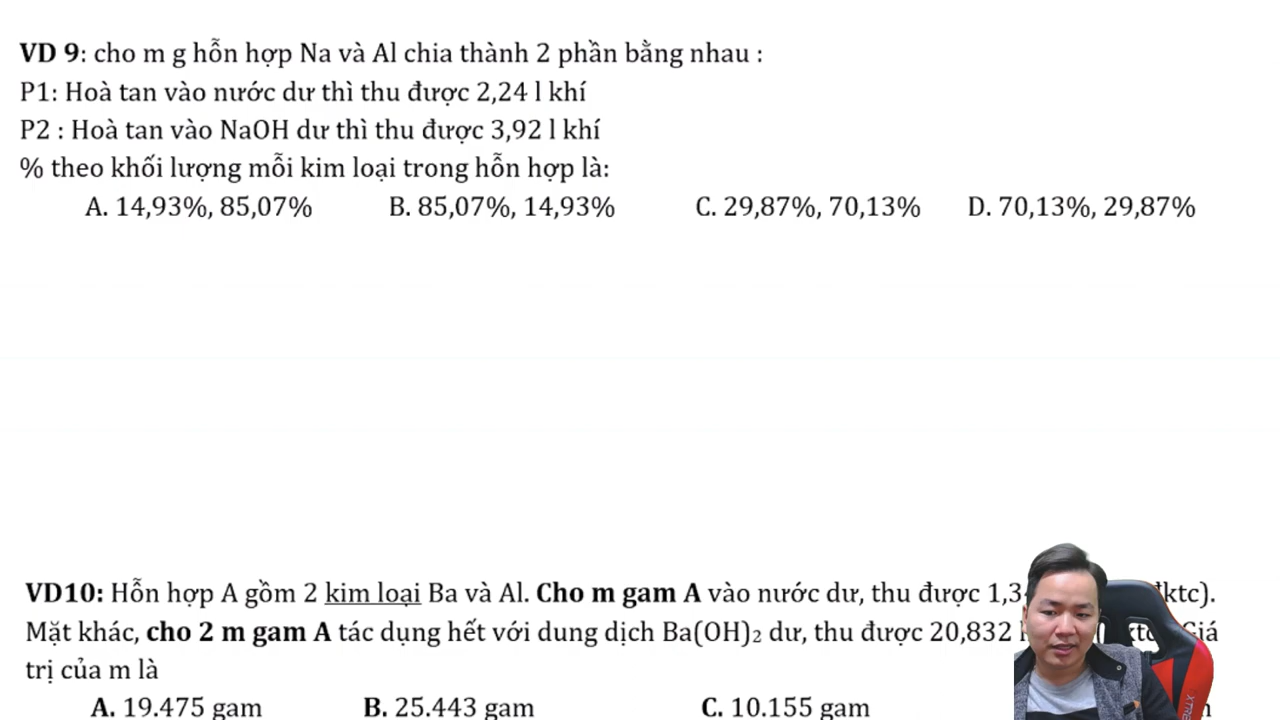 VD 9: cho m g hỗn hợp Na và Al chia thành 2 phần bằng nhau :
P1: Hoà tan vào nước dư thì thu được 2,24 l khí
P2 : Hoà tan vào NaOH dư thì thu được 3,92 l khí
% theo khối lượng mỗi kim loại trong hỗn hợp là:
A. 14,93%, 85,07% B. 85,07%, 14,93% C. 29,87%, 70,13% D. 70,13%, 29,87%
VD10: Hỗn hợp A gồm 2 kim loại Ba và Al. Cho m gam A vào nước dư, thu được 1,3 ktc).
Mặt khác, cho 2 m gam A tác dụng hết với dung dịch Ba(OH)₂ dư, thu được 20,832 Giá
trị của m là
A. 19.475 gam B. 25.443 gam C. 10.155 gam